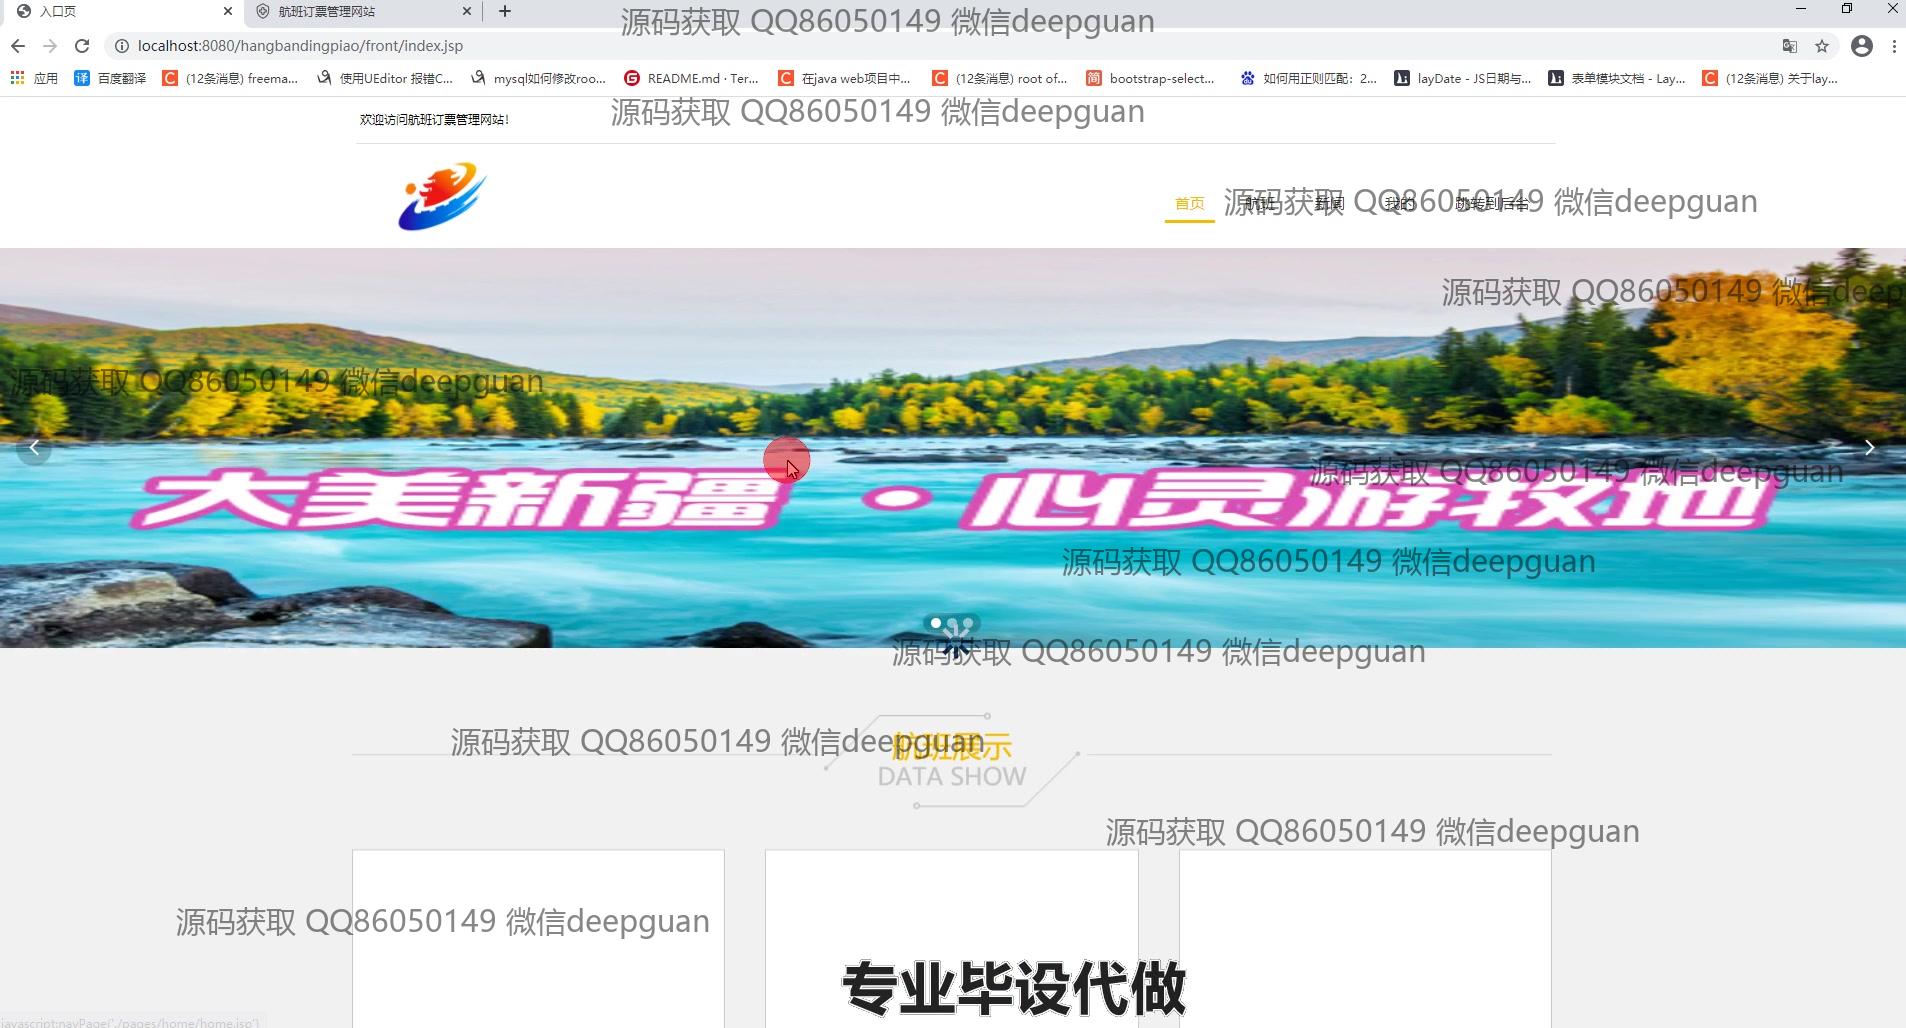 入口页
航班订票管理网站
源码获取 QQ86050149 微信deepguan
localhost:8080/hangbandingpiao/front/index.jsp
应用
百度翻译
(12条消息) freema...
使用UEditor 报错C...
mysql如何修改roo...
README.md · Ter...
在java web项目中...
(12条消息) root of...
bootstrap-select...
如何用正则匹配：2...
layDate - JS日期与...
表单模块文档 - Lay...
(12条消息) 关于lay...
欢迎访问航班订票管理网站!
源码获取 QQ86050149 微信deepguan
首页
航班
新闻
我的
跳转到后台
源码获取 QQ86050149 微信deepguan
源码获取 QQ86050149 微信deep
源码获取 QQ86050149 微信deepguan
源码获取 QQ86050149 微信deepguan
大美新疆 · 心灵游牧地
源码获取 QQ86050149 微信deepguan
源码获取 QQ86050149 微信deepguan
源码获取 QQ86050149 微信deepguan
航班展示
DATA SHOW
源码获取 QQ86050149 微信deepguan
源码获取 QQ86050149 微信deepguan
专业毕设代做
javascript:navPage('./pages/home/home.jsp')